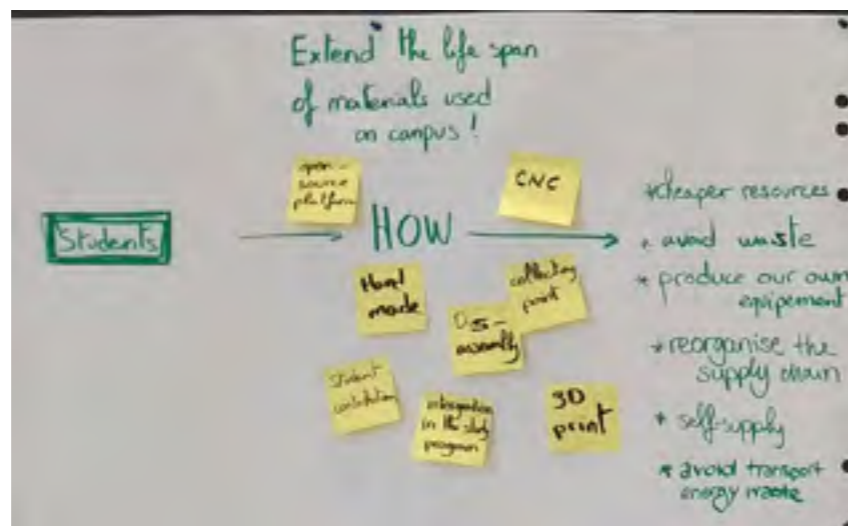 Extend the life span
of materials used
on campus !
open-
source
platform
CNC
Students
HOW
Hand
made
collecting
point
assembly
Student
integration
in the study
program
3D
print
*cheaper resources
* avoid waste
* produce our own
equipement
*reorganise the
supply chain
* self-supply
* avoid transport
energy waste